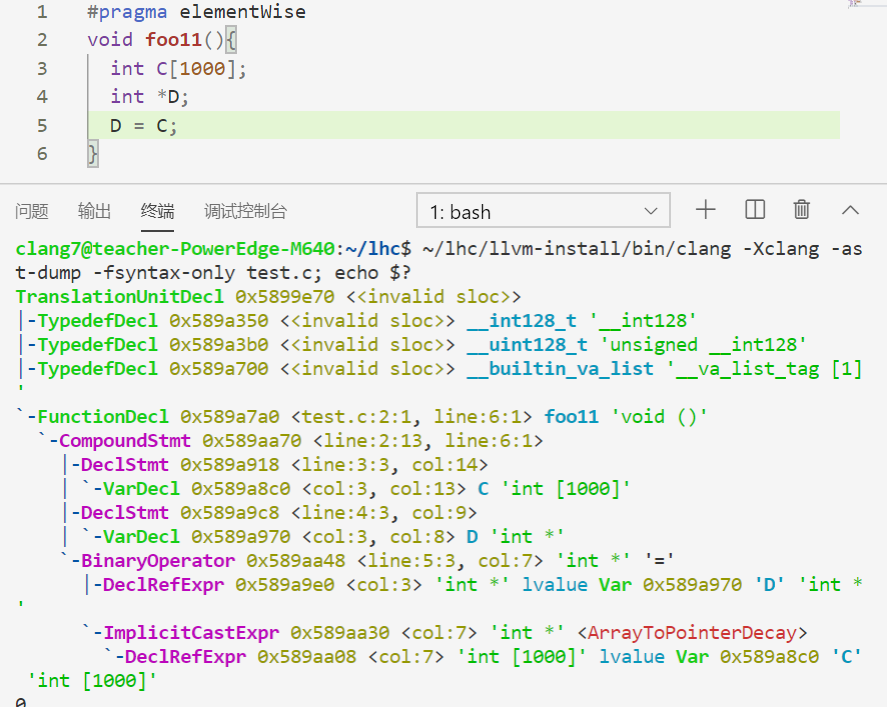 1 #pragma elementWise
2 void foo11(){
3 int C[1000];
4 int *D;
5 D = C;
6 }
问题 输出 终端 调试控制台 1: bash
clang7@teacher-PowerEdge-M640:~/lhc$ ~/lhc/llvm-install/bin/clang -Xclang -as
t-dump -fsyntax-only test.c; echo $?
TranslationUnitDecl 0x5899e70 <<invalid sloc>>
|-TypedefDecl 0x589a350 <<invalid sloc>> __int128_t '__int128'
|-TypedefDecl 0x589a3b0 <<invalid sloc>> __uint128_t 'unsigned __int128'
|-TypedefDecl 0x589a700 <<invalid sloc>> __builtin_va_list '__va_list_tag [1]
'
`-FunctionDecl 0x589a7a0 <test.c:2:1, line:6:1> foo11 'void ()'
`-CompoundStmt 0x589aa70 <line:2:13, line:6:1>
|-DeclStmt 0x589a918 <line:3:3, col:14>
| `-VarDecl 0x589a8c0 <col:3, col:13> C 'int [1000]'
|-DeclStmt 0x589a9c8 <line:4:3, col:9>
| `-VarDecl 0x589a970 <col:3, col:8> D 'int *'
`-BinaryOperator 0x589aa48 <line:5:3, col:7> 'int *' '='
|-DeclRefExpr 0x589a9e0 <col:3> 'int *' lvalue Var 0x589a970 'D' 'int *
'
`-ImplicitCastExpr 0x589aa30 <col:7> 'int *' <ArrayToPointerDecay>
`-DeclRefExpr 0x589aa08 <col:7> 'int [1000]' lvalue Var 0x589a8c0 'C'
'int [1000]'
0